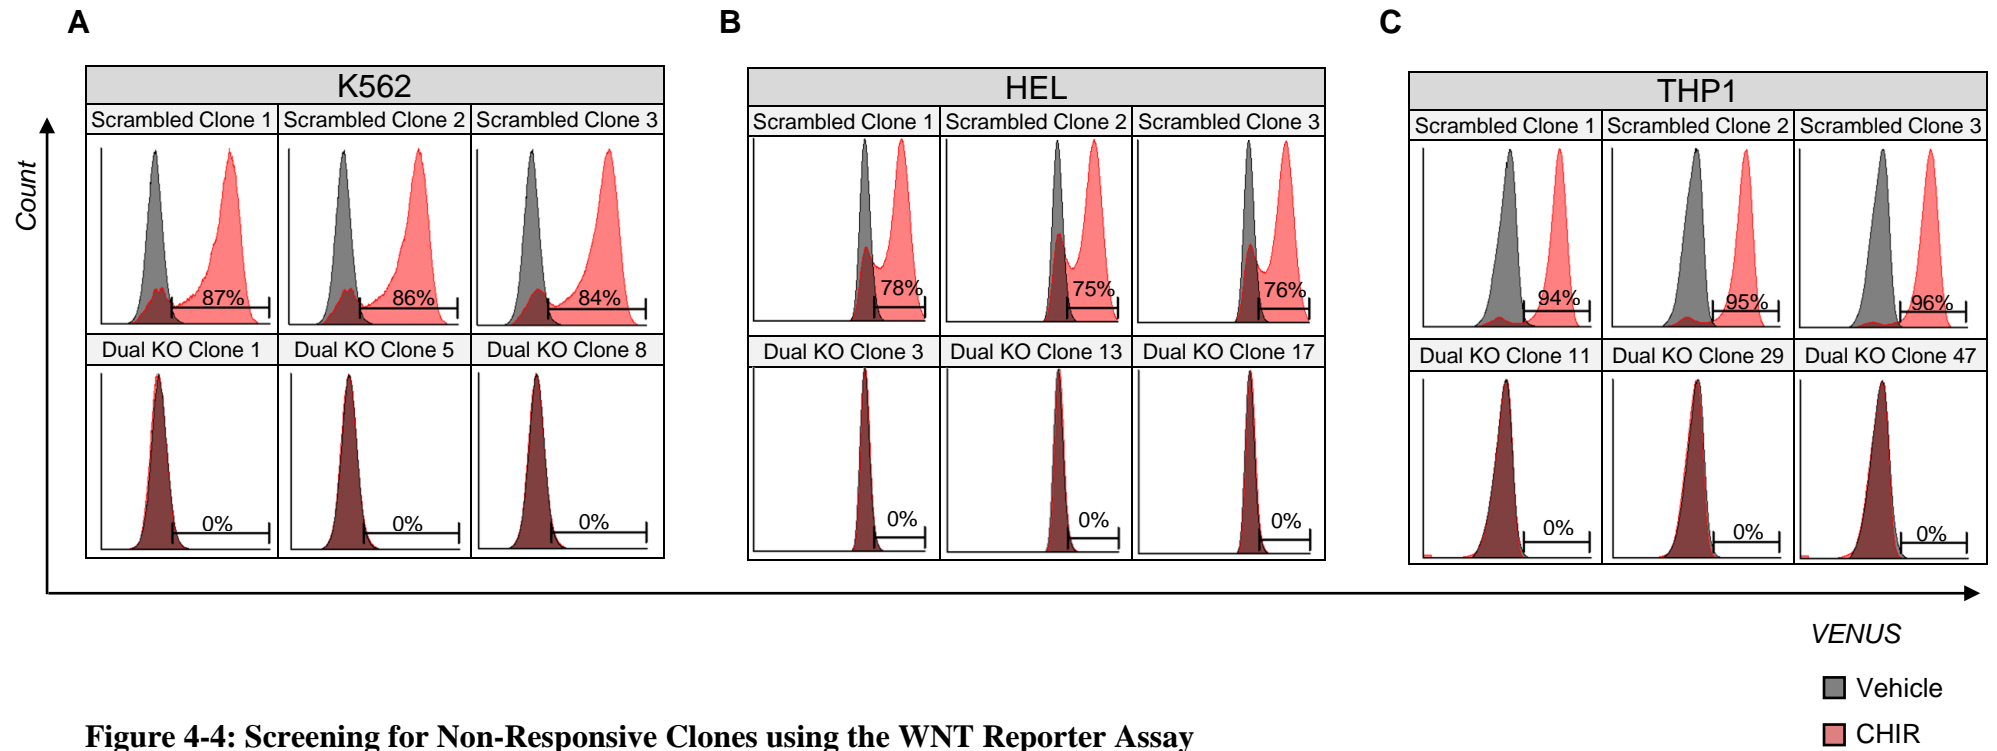 A
B
C
K562
Scrambled Clone 1
Scrambled Clone 2
Scrambled Clone 3
87%
86%
84%
Dual KO Clone 1
Dual KO Clone 5
Dual KO Clone 8
0%
0%
0%
HEL
Scrambled Clone 1
Scrambled Clone 2
Scrambled Clone 3
78%
75%
76%
Dual KO Clone 3
Dual KO Clone 13
Dual KO Clone 17
0%
0%
0%
THP1
Scrambled Clone 1
Scrambled Clone 2
Scrambled Clone 3
94%
95%
96%
Dual KO Clone 11
Dual KO Clone 29
Dual KO Clone 47
0%
0%
0%
Count
VENUS
Vehicle
CHIR
Figure 4-4: Screening for Non-Responsive Clones using the WNT Reporter Assay